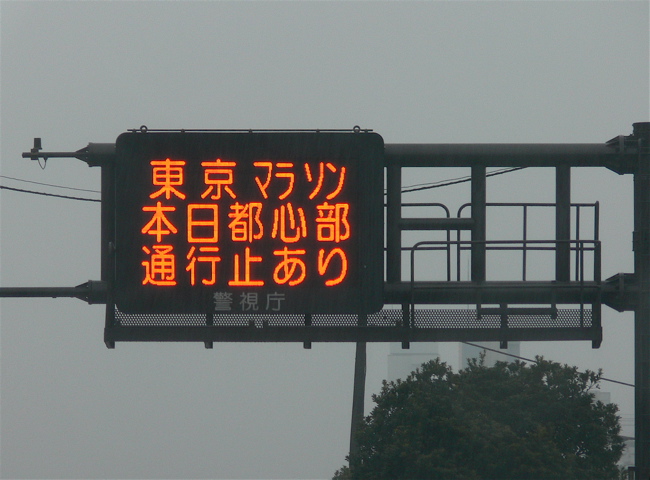 東京マラソン
本日都心部
通行止あり
警視庁